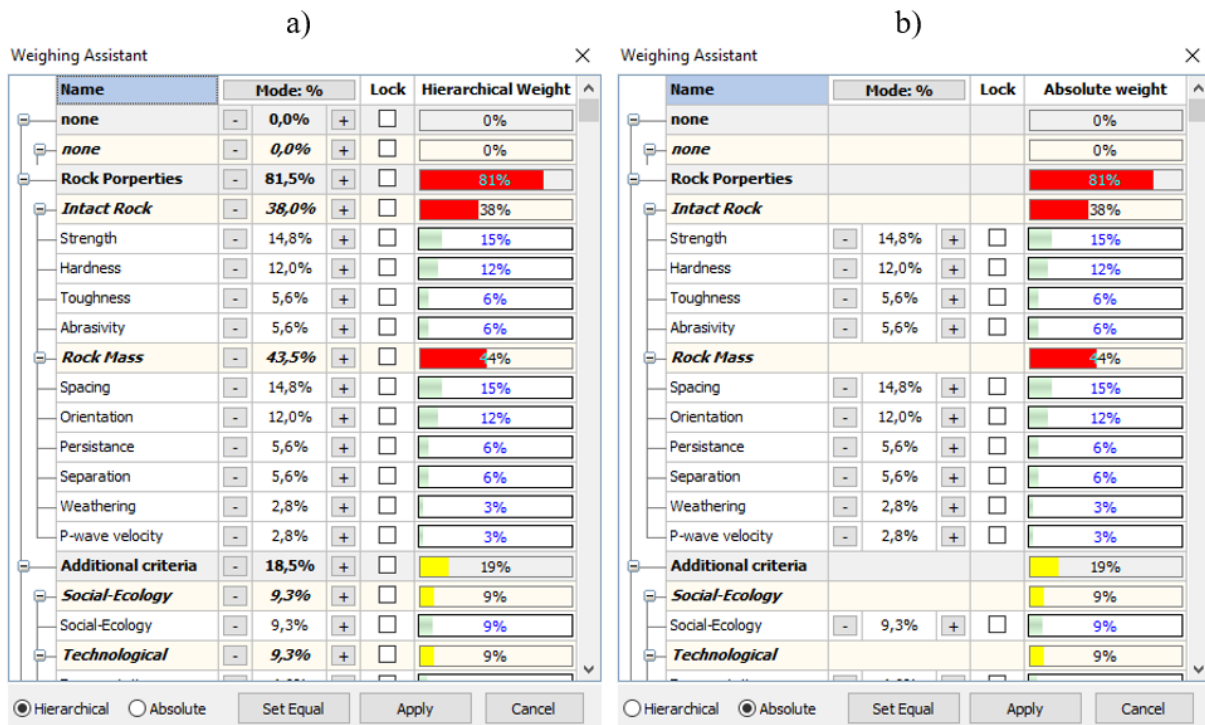 a)
Weighing Assistant
Name Mode: % Lock Hierarchical Weight
none - 0,0% + 0%
none - 0,0% + 0%
Rock Porperties - 81,5% + 81%
Intact Rock - 38,0% + 38%
Strength - 14,8% + 15%
Hardness - 12,0% + 12%
Toughness - 5,6% + 6%
Abrasivity - 5,6% + 6%
Rock Mass - 43,5% + 44%
Spacing - 14,8% + 15%
Orientation - 12,0% + 12%
Persistance - 5,6% + 6%
Separation - 5,6% + 6%
Weathering - 2,8% + 3%
P-wave velocity - 2,8% + 3%
Additional criteria - 18,5% + 19%
Social-Ecology - 9,3% + 9%
Social-Ecology - 9,3% + 9%
Technological - 9,3% + 9%
Hierarchical Absolute Set Equal Apply Cancel
b)
Weighing Assistant
Name Mode: % Lock Absolute weight
none 0%
none 0%
Rock Porperties 81%
Intact Rock 38%
Strength - 14,8% + 15%
Hardness - 12,0% + 12%
Toughness - 5,6% + 6%
Abrasivity - 5,6% + 6%
Rock Mass 44%
Spacing - 14,8% + 15%
Orientation - 12,0% + 12%
Persistance - 5,6% + 6%
Separation - 5,6% + 6%
Weathering - 2,8% + 3%
P-wave velocity - 2,8% + 3%
Additional criteria 19%
Social-Ecology 9%
Social-Ecology - 9,3% + 9%
Technological 9%
Hierarchical Absolute Set Equal Apply Cancel